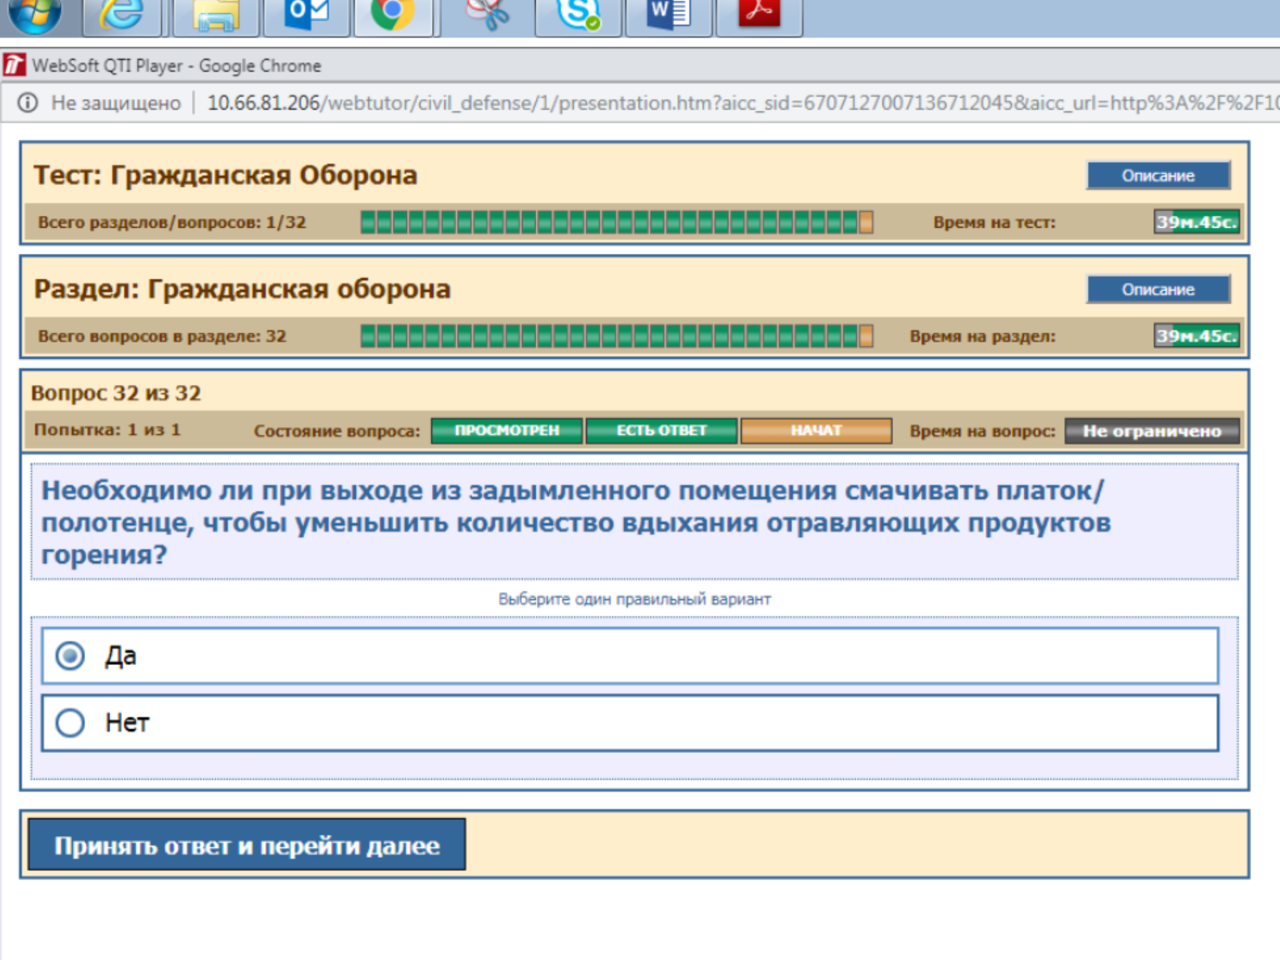 WebSoft QTI Player - Google Chrome
Не защищено | 10.66.81.206/webtutor/civil_defense/1/presentation.htm?aicc_sid=6707127007136712045&aicc_url=http%3A%2F%2F10
Тест: Гражданская Оборона
Описание
Всего разделов/вопросов: 1/32
Время на тест:
39м.45с.
Раздел: Гражданская оборона
Описание
Всего вопросов в разделе: 32
Время на раздел:
39м.45с.
Вопрос 32 из 32
Попытка: 1 из 1
Состояние вопроса:
ПРОСМОТРЕН
ЕСТЬ ОТВЕТ
НАЧАТ
Время на вопрос:
Не ограничено
Необходимо ли при выходе из задымленного помещения смачивать платок/
полотенце, чтобы уменьшить количество вдыхания отравляющих продуктов
горения?
Выберите один правильный вариант
Да
Нет
Принять ответ и перейти далее